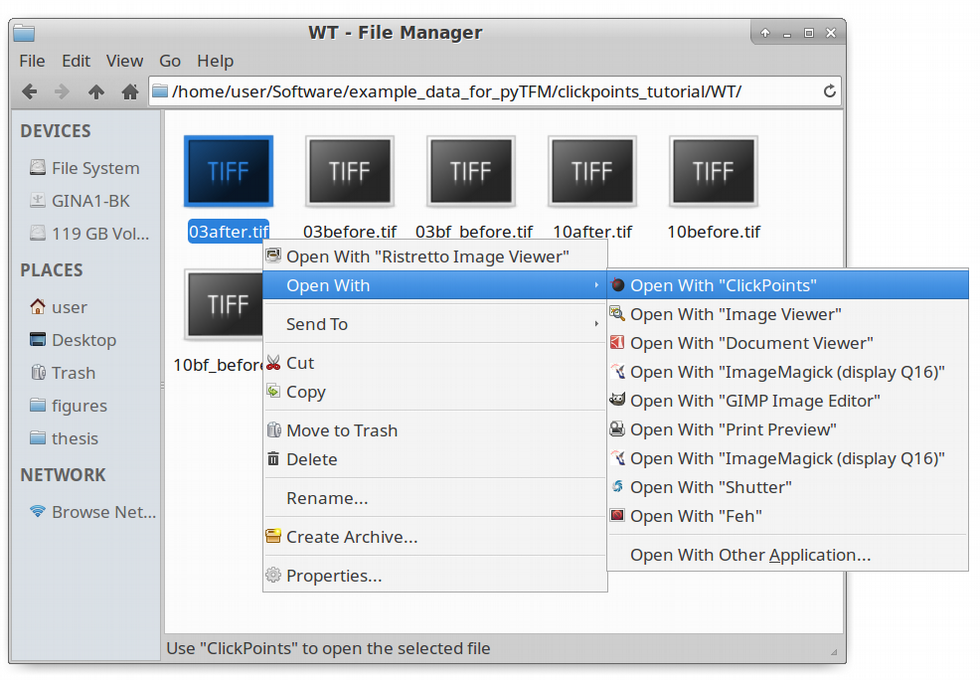 WT - File Manager
File Edit View Go Help
/home/user/Software/example_data_for_pyTFM/clickpoints_tutorial/WT/
DEVICES
File System
GINA1-BK
119 GB Vol...
PLACES
user
Desktop
Trash
figures
thesis
NETWORK
Browse Net...
TIFF TIFF TIFF TIFF TIFF
03after.tif 03before.tif 03bf_before.tif 10after.tif 10before.tif
TIFF
10bf_before
Open With "Ristretto Image Viewer"
Open With
Send To
Cut
Copy
Move to Trash
Delete
Rename...
Create Archive...
Properties...
Open With "ClickPoints"
Open With "Image Viewer"
Open With "Document Viewer"
Open With "ImageMagick (display Q16)"
Open With "GIMP Image Editor"
Open With "Print Preview"
Open With "ImageMagick (display Q16)"
Open With "Shutter"
Open With "Feh"
Open With Other Application...
Use "ClickPoints" to open the selected file